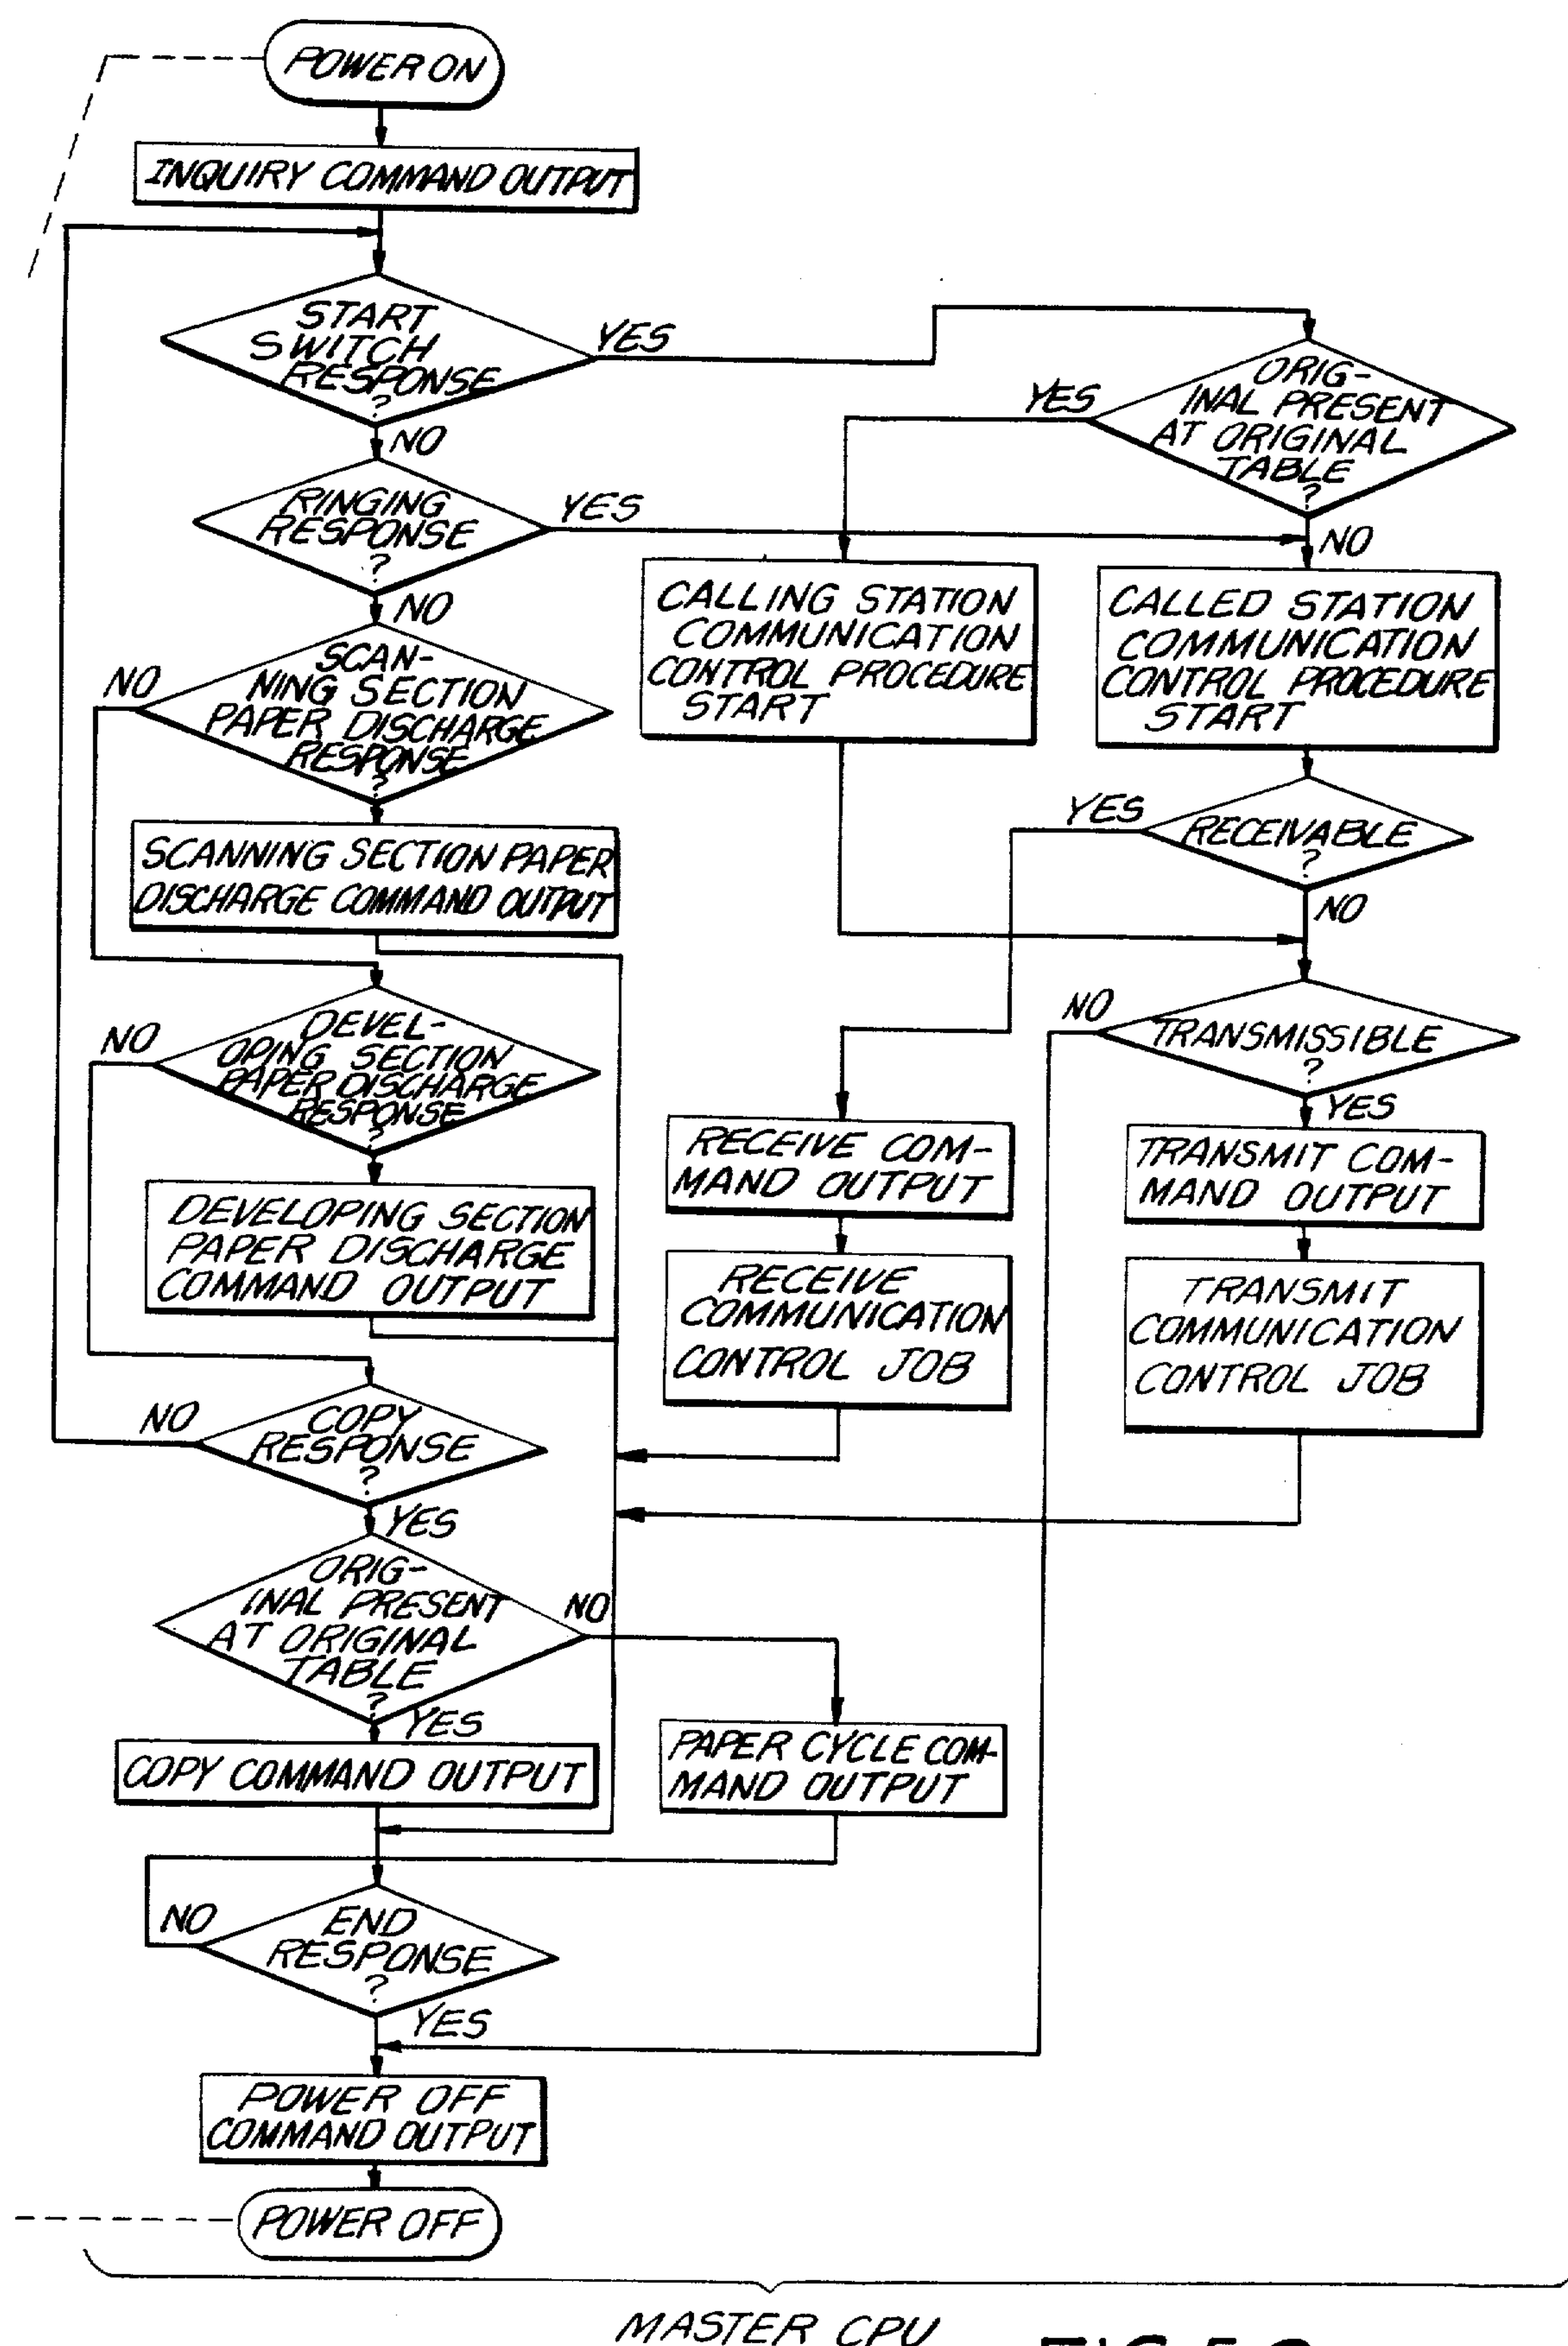 POWER ON
INQUIRY COMMAND OUTPUT
START
SWITCH
RESPONSE
?
YES
NO
ORIG-
INAL PRESENT
AT ORIGINAL
TABLE
?
YES
NO
RINGING
RESPONSE
?
YES
NO
CALLING STATION
COMMUNICATION
CONTROL PROCEDURE
START
CALLED STATION
COMMUNICATION
CONTROL PROCEDURE
START
SCAN-
NING SECTION
PAPER DISCHARGE
RESPONSE
?
NO
RECEIVABLE
?
YES
NO
SCANNING SECTION PAPER
DISCHARGE COMMAND OUTPUT
TRANSMISSIBLE
?
NO
YES
DEVEL-
OPING SECTION
PAPER DISCHARGE
RESPONSE
?
NO
RECEIVE COM-
MAND OUTPUT
TRANSMIT COM-
MAND OUTPUT
DEVELOPING SECTION
PAPER DISCHARGE
COMMAND OUTPUT
RECEIVE
COMMUNICATION
CONTROL JOB
TRANSMIT
COMMUNICATION
CONTROL JOB
COPY
RESPONSE
?
NO
YES
ORIG-
INAL PRESENT
AT ORIGINAL
TABLE
?
NO
YES
COPY COMMAND OUTPUT
PAPER CYCLE COM-
MAND OUTPUT
END
RESPONSE
?
NO
YES
POWER OFF
COMMAND OUTPUT
POWER OFF
MASTER CPU